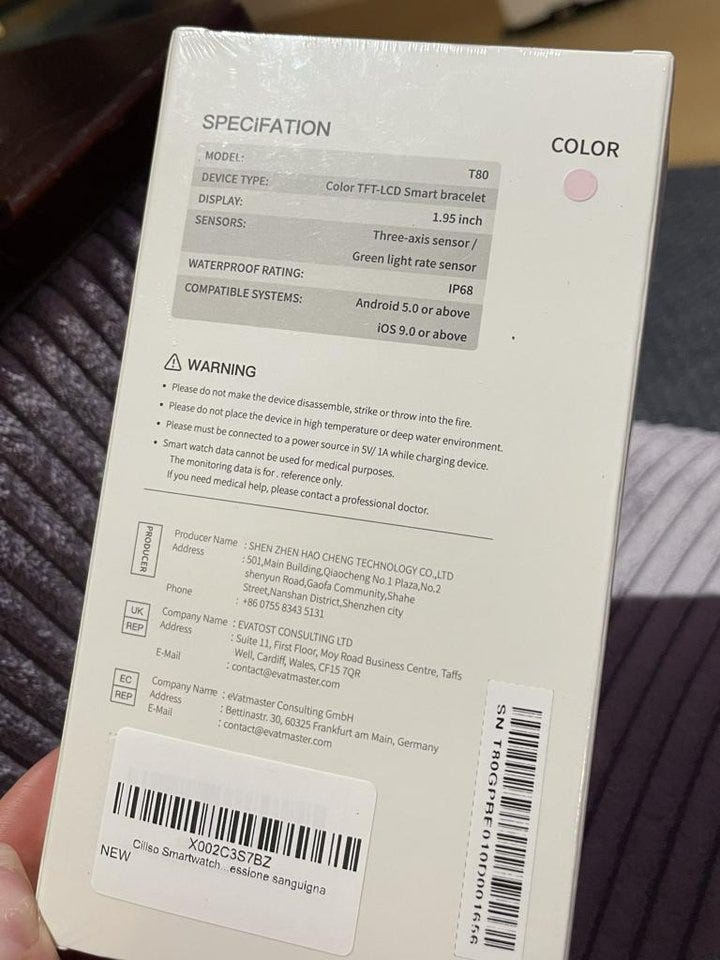 SPECiFATION
COLOR
MODEL: T80
DEVICE TYPE: Color TFT-LCD Smart bracelet
DISPLAY: 1.95 inch
SENSORS: Three-axis sensor /
Green light rate sensor
WATERPROOF RATING: IP68
COMPATIBLE SYSTEMS: Android 5.0 or above
iOS 9.0 or above
WARNING
• Please do not make the device disassemble, strike or throw into the fire.
• Please do not place the device in high temperature or deep water environment.
• Please must be connected to a power source in 5V/ 1A while charging device.
• Smart watch data cannot be used for medical purposes.
The monitoring data is for . reference only.
If you need medical help, please contact a professional doctor.
PRODUCER
Producer Name : SHEN ZHEN HAO CHENG TECHNOLOGY CO.,LTD
Address : 501,Main Building,Qiaocheng No.1 Plaza,No.2
shenyun Road,Gaofa Community,Shahe
Street,Nanshan District,Shenzhen city
Phone : +86 0755 8343 5131
UK
REP
Company Name : EVATOST CONSULTING LTD
Address : Suite 11, First Floor, Moy Road Business Centre, Taffs
Well, Cardiff, Wales, CF15 7QR
E-Mail : contact@evatmaster.com
EC
REP
Company Name : eVatmaster Consulting GmbH
Address : Bettinastr. 30, 60325 Frankfurt am Main, Germany
E-Mail : contact@evatmaster.com
X002C3S7BZ
Cillso Smartwatch...essione sanguigna
NEW
SN T80GPBF010D001656